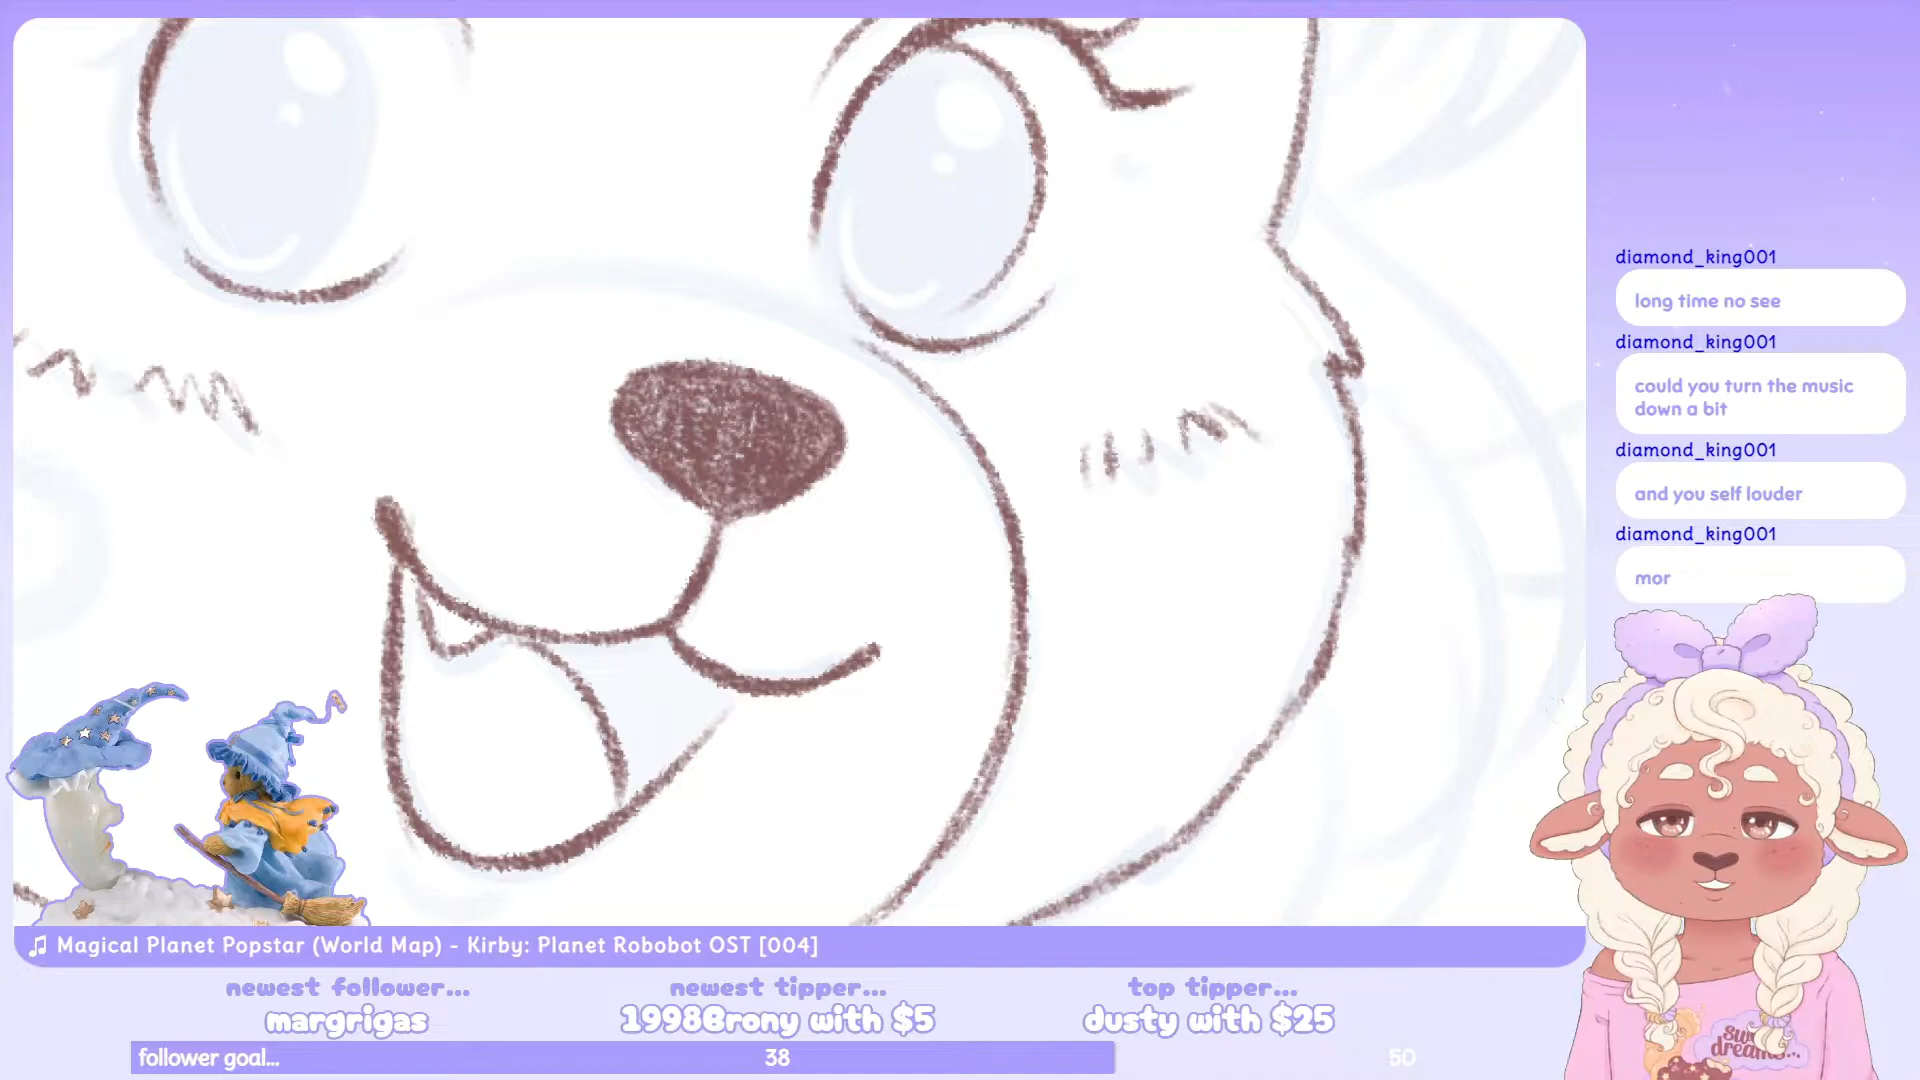 diamond_king001
long time no see
diamond_king001
could you turn the music
down a bit
diamond_king001
and you self louder
diamond_king001
mor
Magical Planet Popstar (World Map) - Kirby: Planet Robobot OST [004]
newest follower...
margrigas
newest tipper...
1998Brony with $5
top tipper...
dusty with $25
follower goal...
38
50
dreams...